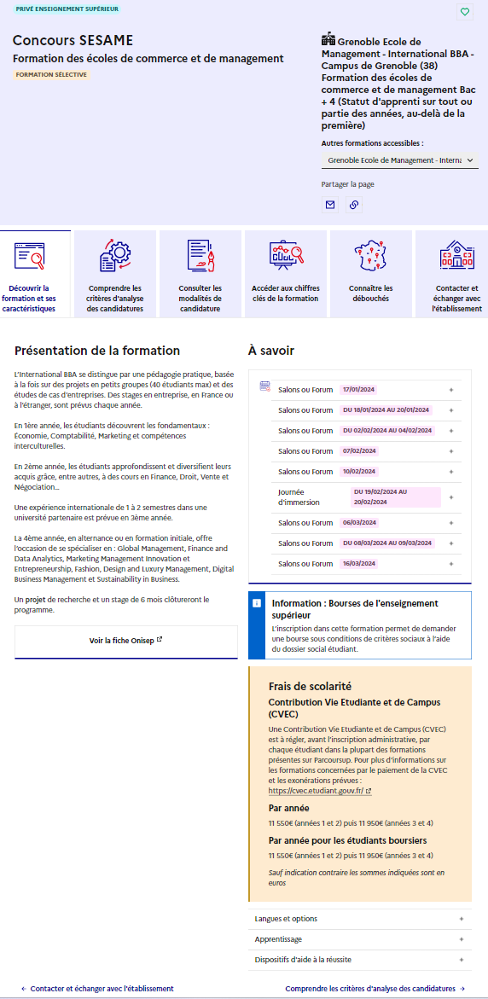 PRIVÉ ENSEIGNEMENT SUPÉRIEUR
Concours SESAME
Formation des écoles de commerce et de management
FORMATION SÉLECTIVE
Grenoble Ecole de
Management - International BBA -
Campus de Grenoble (38)
Formation des écoles de
commerce et de management Bac
+ 4 (Statut d'apprenti sur tout ou
partie des années, au-delà de la
première)
Autres formations accessibles :
Grenoble Ecole de Management - Interna
Partager la page
Découvrir la
formation et ses
caractéristiques
Comprendre les
critères d'analyse
des candidatures
Consulter les
modalités de
candidature
Accéder aux chiffres
clés de la formation
Connaître les
débouchés
Contacter et
échanger avec
l'établissement
Présentation de la formation
L'International BBA se distingue par une pédagogie pratique, basée
à la fois sur des projets en petits groupes (40 étudiants max) et des
études de cas d'entreprises. Des stages en entreprise, en France ou
à l'étranger, sont prévus chaque année.
En 1ère année, les étudiants découvrent les fondamentaux :
Économie, Comptabilité, Marketing et compétences
interculturelles.
En 2ème année, les étudiants approfondissent et diversifient leurs
acquis grâce, entre autres, à des cours en Finance, Droit, Vente et
Négociation...
Une expérience internationale de 1 à 2 semestres dans une
université partenaire est prévue en 3ème année.
La 4ème année, en alternance ou en formation initiale, offre
l'occasion de se spécialiser en : Global Management, Finance and
Data Analytics, Marketing Management Innovation et
Entrepreneurship, Fashion, Design and Luxury Management, Digital
Business Management et Sustainability in Business.
Un projet de recherche et un stage de 6 mois clôtureront le
programme.
Voir la fiche Onisep
À savoir
Salons ou Forum 17/01/2024 +
Salons ou Forum DU 18/01/2024 AU 20/01/2024 +
Salons ou Forum DU 02/02/2024 AU 04/02/2024 +
Salons ou Forum 07/02/2024 +
Salons ou Forum 10/02/2024 +
Journée
d'immersion
DU 19/02/2024 AU
20/02/2024 +
Salons ou Forum 06/03/2024 +
Salons ou Forum DU 08/03/2024 AU 09/03/2024 +
Salons ou Forum 16/03/2024 +
Information : Bourses de l'enseignement
supérieur
L'inscription dans cette formation permet de demander
une bourse sous conditions de critères sociaux à l'aide
du dossier social étudiant.
Frais de scolarité
Contribution Vie Etudiante et de Campus
(CVEC)
Une Contribution Vie Etudiante et de Campus (CVEC)
est à régler, avant l'inscription administrative, par
chaque étudiant dans la plupart des formations
présentes sur Parcoursup. Pour plus d'informations sur
les formations concernées par le paiement de la CVEC
et les exonérations prévues :
https://cvec.etudiant.gouv.fr/
Par année
11 550€ (années 1 et 2) puis 11 950€ (années 3 et 4)
Par année pour les étudiants boursiers
11 550€ (années 1 et 2) puis 11 950€ (années 3 et 4)
Sauf indication contraire les sommes indiquées sont en
euros
Langues et options +
Apprentissage +
Dispositifs d'aide à la réussite +
← Contacter et échanger avec l'établissement
Comprendre les critères d'analyse des candidatures →